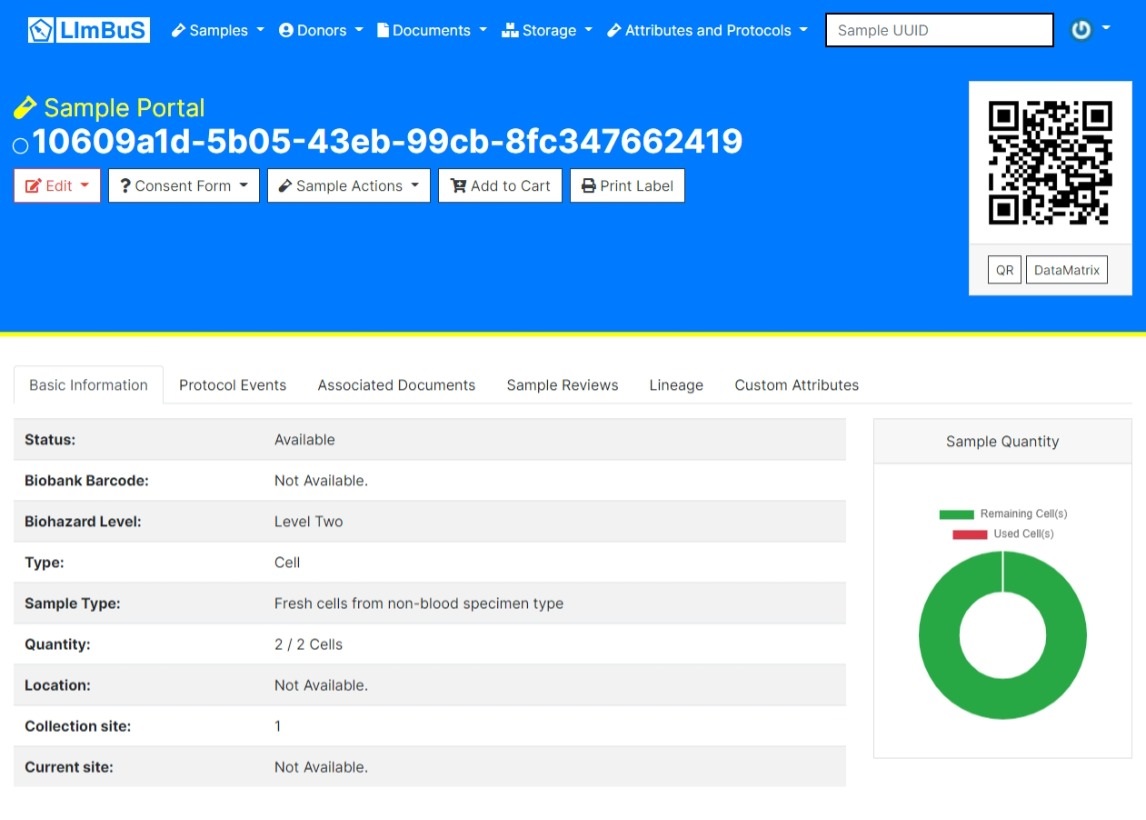 LImBuS Samples Donors Documents Storage Attributes and Protocols Sample UUID
Sample Portal
10609a1d-5b05-43eb-99cb-8fc347662419
Edit ? Consent Form Sample Actions Add to Cart Print Label
QR DataMatrix
Basic Information Protocol Events Associated Documents Sample Reviews Lineage Custom Attributes
Status: Available
Biobank Barcode: Not Available.
Biohazard Level: Level Two
Type: Cell
Sample Type: Fresh cells from non-blood specimen type
Quantity: 2 / 2 Cells
Location: Not Available.
Collection site: 1
Current site: Not Available.
Sample Quantity
Remaining Cell(s)
Used Cell(s)